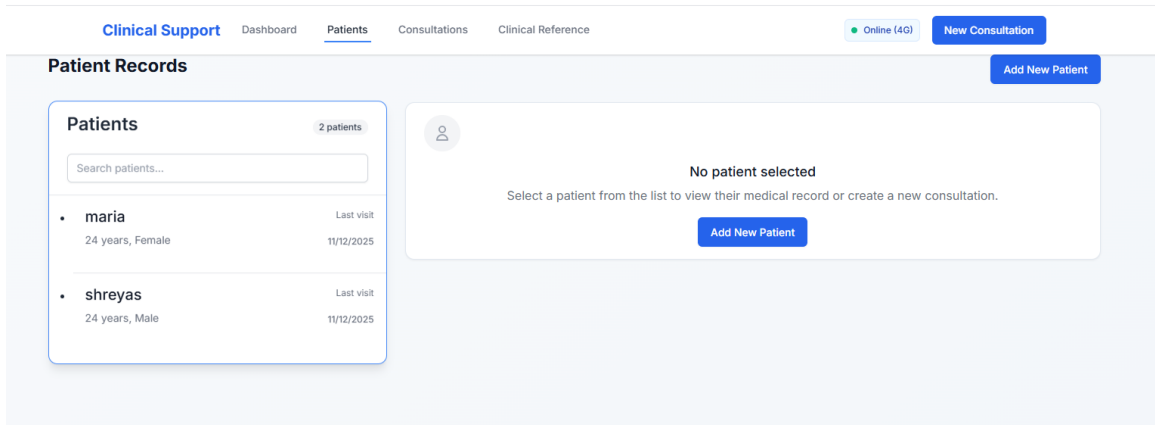 Clinical Support Dashboard Patients Consultations Clinical Reference Online (4G) New Consultation
Patient Records Add New Patient
Patients 2 patients
Search patients...
maria Last visit
24 years, Female 11/12/2025
shreyas Last visit
24 years, Male 11/12/2025
No patient selected
Select a patient from the list to view their medical record or create a new consultation.
Add New Patient